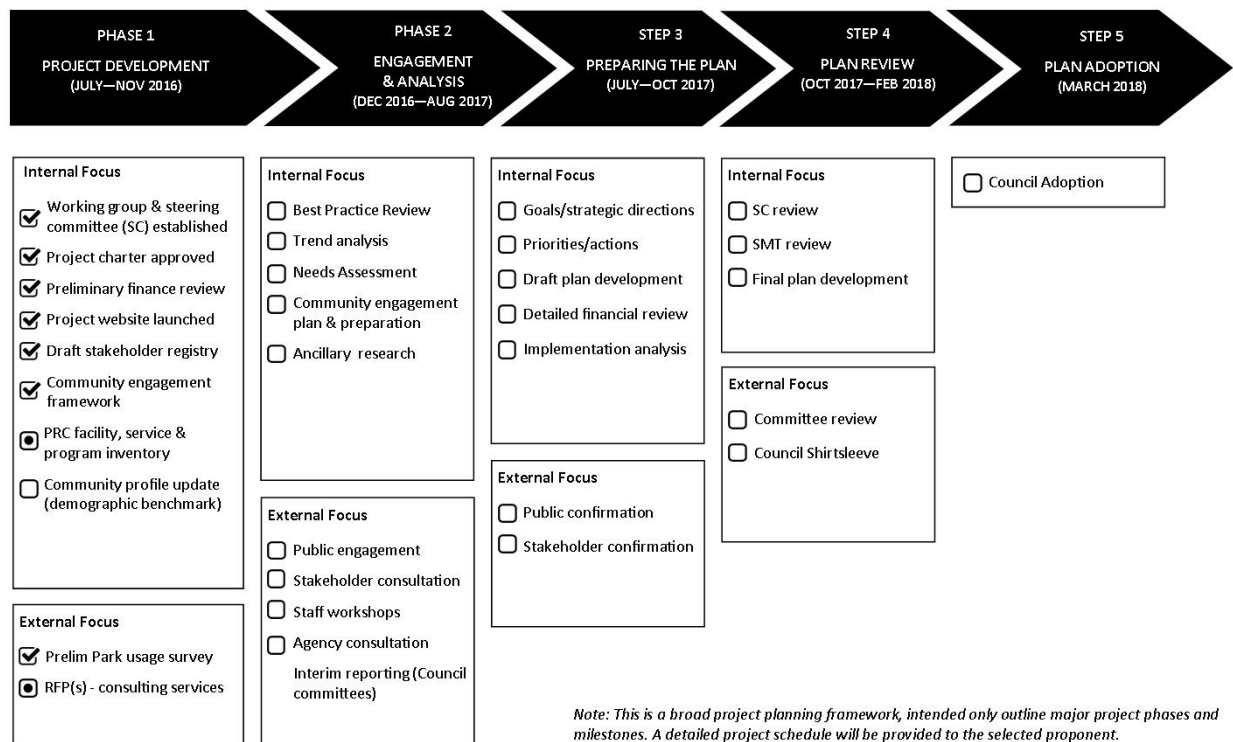 PHASE 1
PROJECT DEVELOPMENT
(JULY—NOV 2016)
PHASE 2
ENGAGEMENT
& ANALYSIS
(DEC 2016—AUG 2017)
STEP 3
PREPARING THE PLAN
(JULY—OCT 2017)
STEP 4
PLAN REVIEW
(OCT 2017—FEB 2018)
STEP 5
PLAN ADOPTION
(MARCH 2018)
Internal Focus
Working group & steering
committee (SC) established
Project charter approved
Preliminary finance review
Project website launched
Draft stakeholder registry
Community engagement
framework
PRC facility, service &
program inventory
Community profile update
(demographic benchmark)
External Focus
Prelim Park usage survey
RFP(s) - consulting services
Internal Focus
Best Practice Review
Trend analysis
Needs Assessment
Community engagement
plan & preparation
Ancillary research
External Focus
Public engagement
Stakeholder consultation
Staff workshops
Agency consultation
Interim reporting (Council
committees)
Internal Focus
Goals/strategic directions
Priorities/actions
Draft plan development
Detailed financial review
Implementation analysis
External Focus
Public confirmation
Stakeholder confirmation
Internal Focus
SC review
SMT review
Final plan development
External Focus
Committee review
Council Shirtsleeve
Council Adoption
Note: This is a broad project planning framework, intended only outline major project phases and
milestones. A detailed project schedule will be provided to the selected proponent.